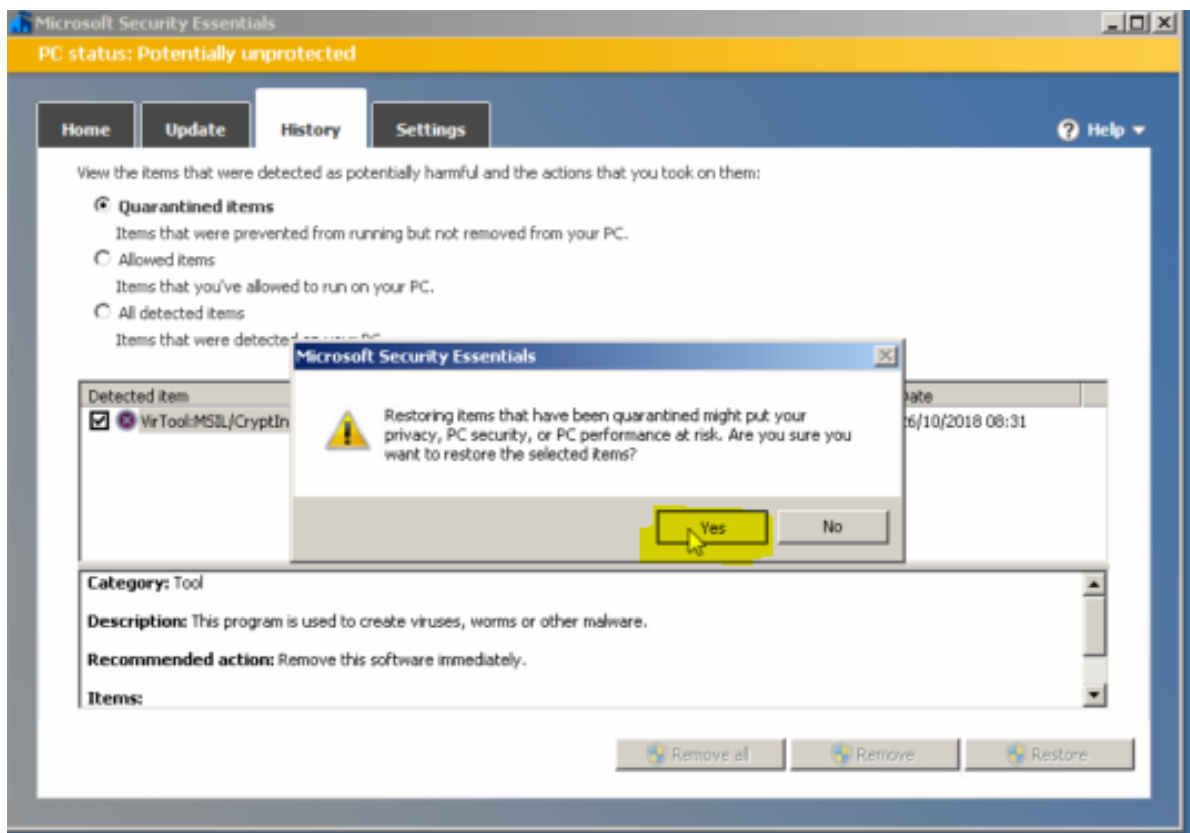 Microsoft Security Essentials
PC status: Potentially unprotected
Home Update History Settings Help
View the items that were detected as potentially harmful and the actions that you took on them:
Quarantined items
Items that were prevented from running but not removed from your PC.
Allowed items
Items that you've allowed to run on your PC.
All detected items
Items that were detected on your PC.
Microsoft Security Essentials
Detected item
VirTool:MSIL/CryptIn 6/10/2018 08:31
Restoring items that have been quarantined might put your
privacy, PC security, or PC performance at risk. Are you sure you
want to restore the selected items?
Yes No
Category: Tool
Description: This program is used to create viruses, worms or other malware.
Recommended action: Remove this software immediately.
Items:
Remove all Remove Restore